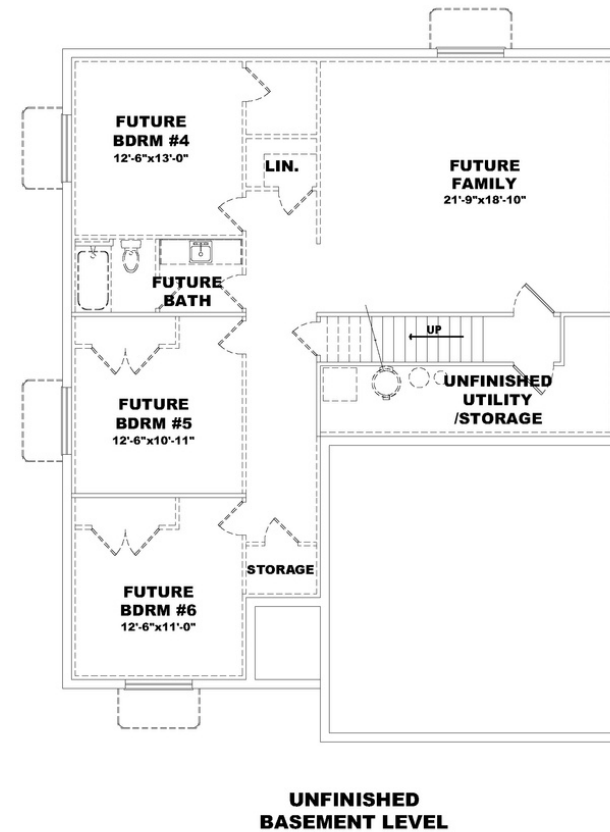 FUTURE
BDRM #4
12'-6"x13'-0"
LIN.
FUTURE
FAMILY
21'-9"x18'-10"
FUTURE
BATH
UP
UNFINISHED
UTILITY
/STORAGE
FUTURE
BDRM #5
12'-6"x10'-11"
STORAGE
FUTURE
BDRM #6
12'-6"x11'-0"
UNFINISHED
BASEMENT LEVEL